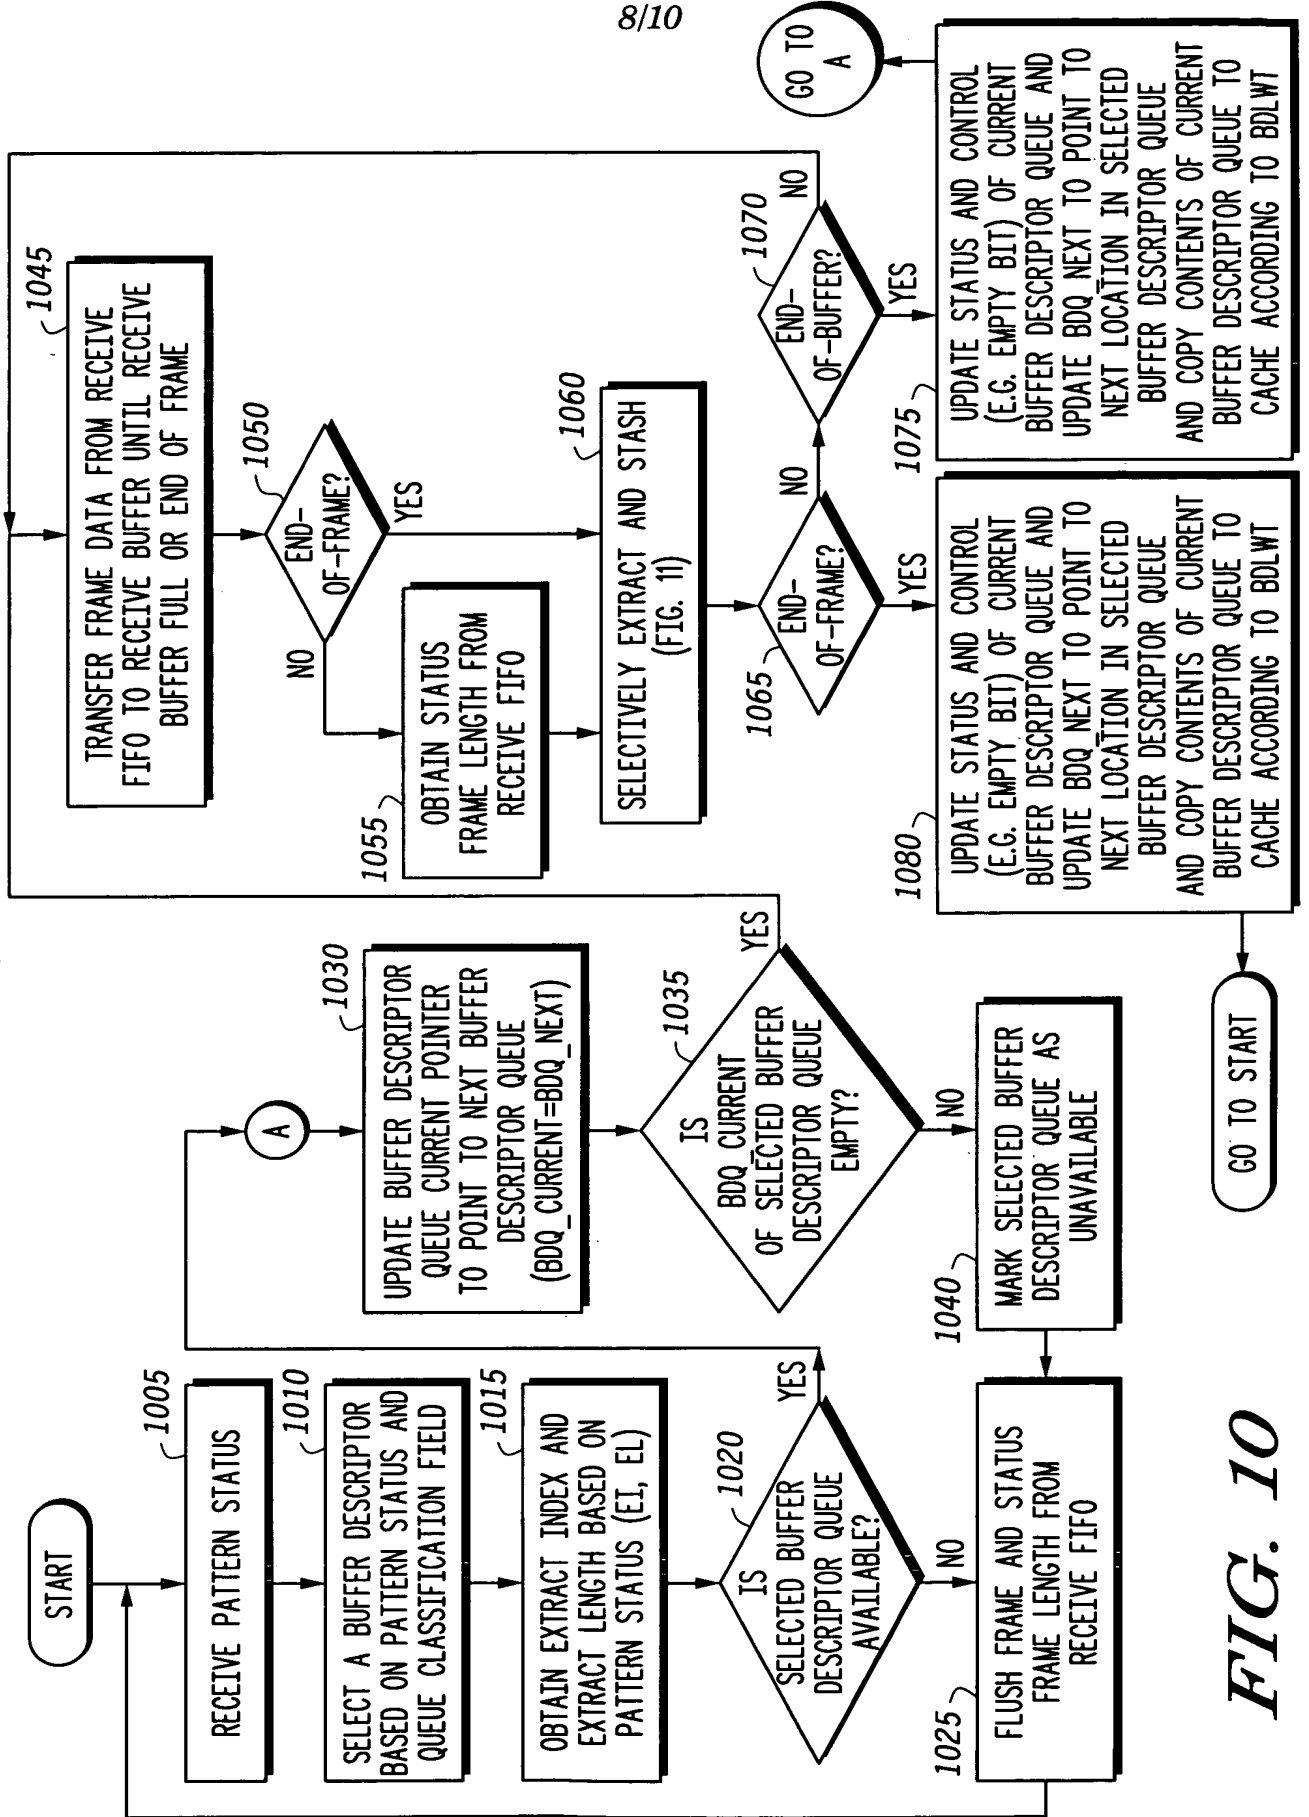 8/10
START
1005
RECEIVE PATTERN STATUS
1010
SELECT A BUFFER DESCRIPTOR
BASED ON PATTERN STATUS AND
QUEUE CLASSIFICATION FIELD
1015
OBTAIN EXTRACT INDEX AND
EXTRACT LENGTH BASED ON
PATTERN STATUS (EI, EL)
1020
IS
SELECTED BUFFER
DESCRIPTOR QUEUE
AVAILABLE?
YES
NO
1025
FLUSH FRAME AND STATUS
FRAME LENGTH FROM
RECEIVE FIFO
A
1030
UPDATE BUFFER DESCRIPTOR
QUEUE CURRENT POINTER
TO POINT TO NEXT BUFFER
DESCRIPTOR QUEUE
(BDQ_CURRENT=BDQ_NEXT)
1035
IS
BDQ_CURRENT
OF SELECTED BUFFER
DESCRIPTOR QUEUE
EMPTY?
YES
NO
1040
MARK SELECTED BUFFER
DESCRIPTOR QUEUE AS
UNAVAILABLE
1045
TRANSFER FRAME DATA FROM RECEIVE
FIFO TO RECEIVE BUFFER UNTIL RECEIVE
BUFFER FULL OR END OF FRAME
1050
END-
OF-FRAME?
NO
YES
1055
OBTAIN STATUS
FRAME LENGTH FROM
RECEIVE FIFO
1060
SELECTIVELY EXTRACT AND STASH
(FIG. 11)
1065
END-
OF-FRAME?
NO
YES
1070
END-
OF-BUFFER?
NO
YES
1080
UPDATE STATUS AND CONTROL
(E.G. EMPTY BIT) OF CURRENT
BUFFER DESCRIPTOR QUEUE AND
UPDATE BDQ_NEXT TO POINT TO
NEXT LOCATION IN SELECTED
BUFFER DESCRIPTOR QUEUE
AND COPY CONTENTS OF CURRENT
BUFFER DESCRIPTOR QUEUE TO
CACHE ACCORDING TO BDLWT
GO TO START
1075
UPDATE STATUS AND CONTROL
(E.G. EMPTY BIT) OF CURRENT
BUFFER DESCRIPTOR QUEUE AND
UPDATE BDQ_NEXT TO POINT TO
NEXT LOCATION IN SELECTED
BUFFER DESCRIPTOR QUEUE
AND COPY CONTENTS OF CURRENT
BUFFER DESCRIPTOR QUEUE TO
CACHE ACCORDING TO BDLWT
GO TO
A
FIG. 10